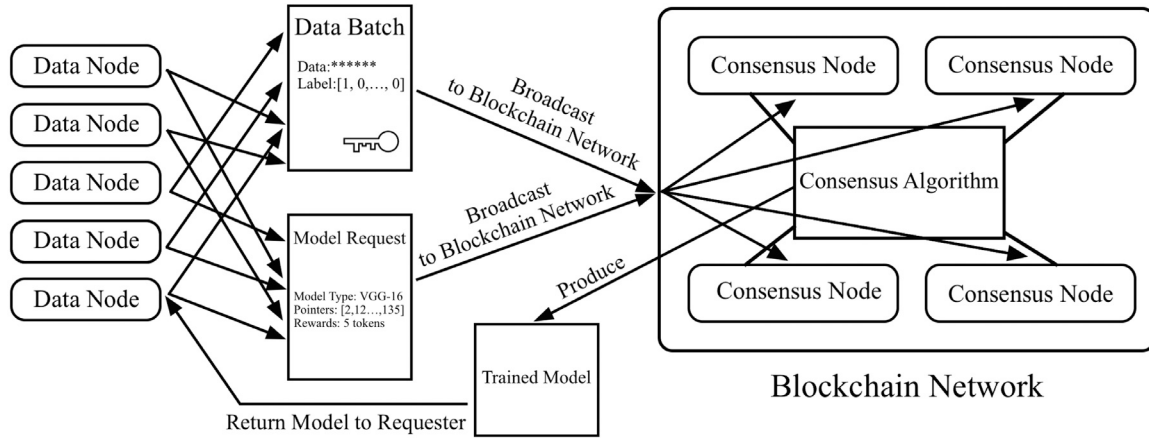 Data Node
Data Node
Data Node
Data Node
Data Node
Data Batch
Data:******
Label:[1, 0,..., 0]
Model Request
Model Type: VGG-16
Pointers: [2,12...,135]
Rewards: 5 tokens
Broadcast
to Blockchain Network
Broadcast
to Blockchain Network
Consensus Node
Consensus Node
Consensus Algorithm
Consensus Node
Consensus Node
Blockchain Network
Produce
Trained Model
Return Model to Requester